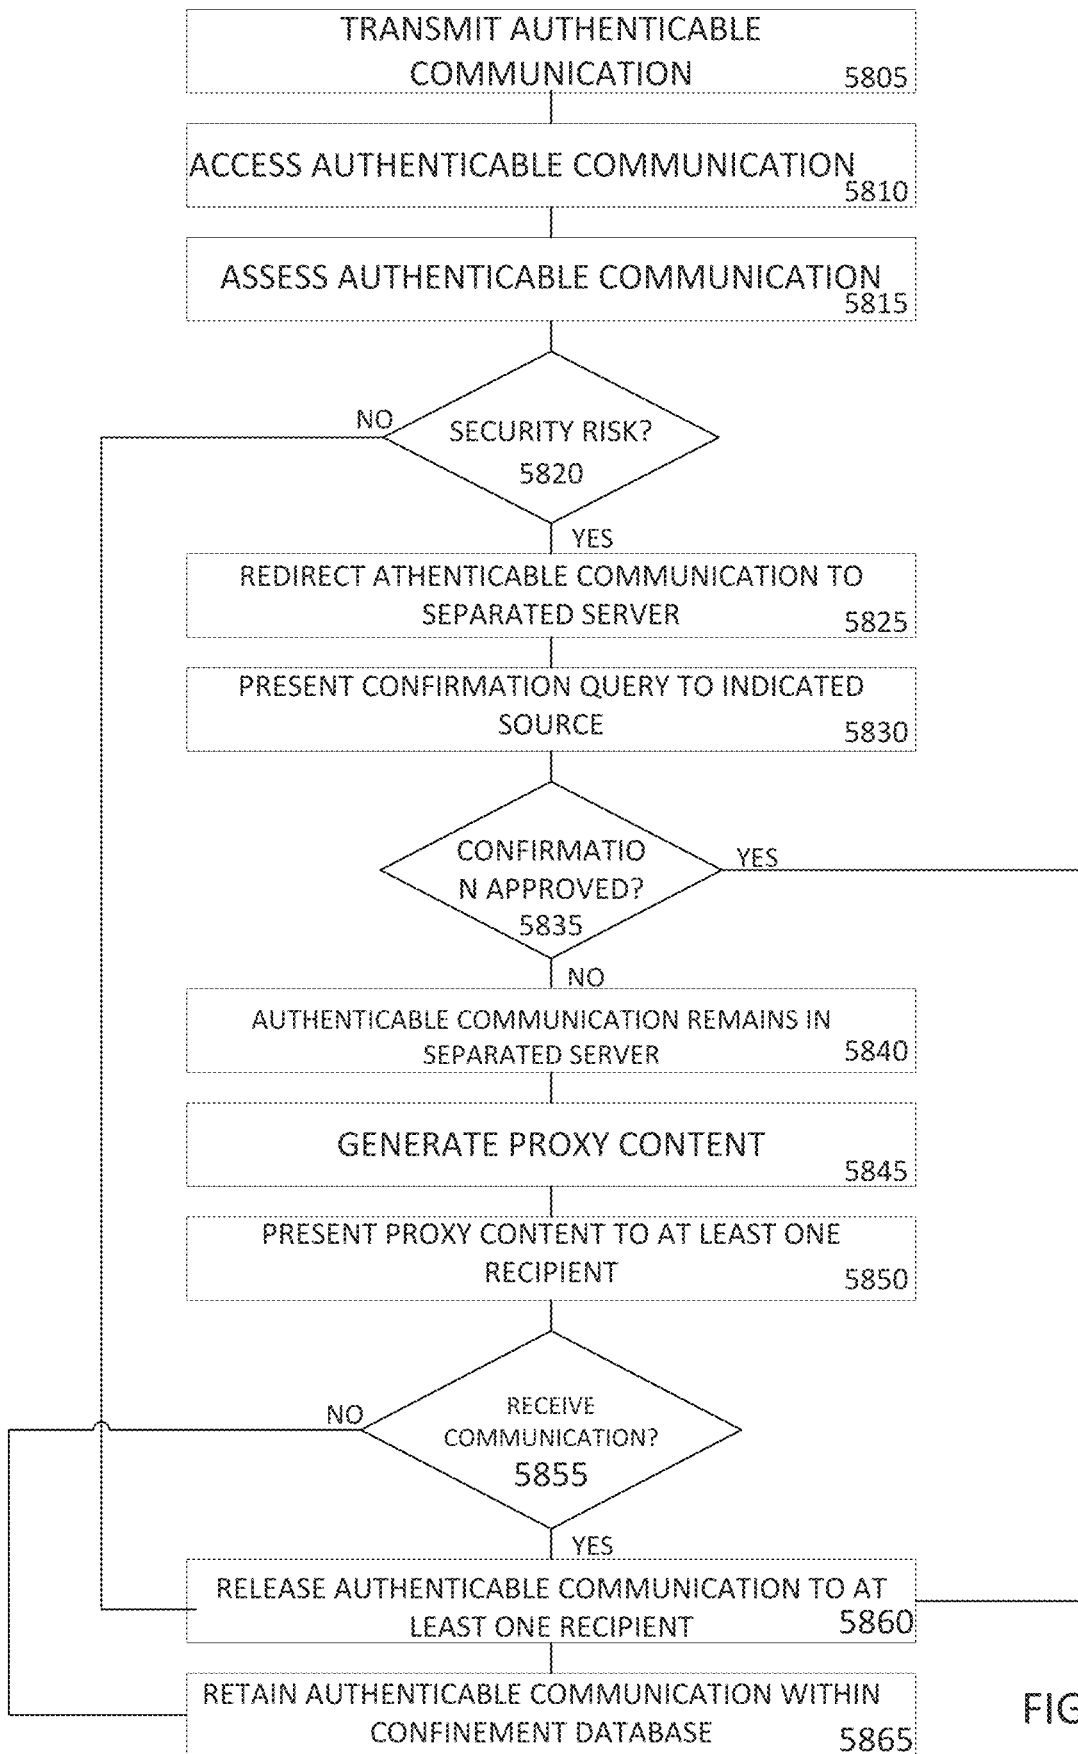 TRANSMIT AUTHENTICABLE
COMMUNICATION
5805
ACCESS AUTHENTICABLE COMMUNICATION
5810
ASSESS AUTHENTICABLE COMMUNICATION
5815
NO
SECURITY RISK?
5820
YES
REDIRECT ATHENTICABLE COMMUNICATION TO
SEPARATED SERVER
5825
PRESENT CONFIRMATION QUERY TO INDICATED
SOURCE
5830
CONFIRMATIO
N APPROVED?
5835
YES
NO
AUTHENTICABLE COMMUNICATION REMAINS IN
SEPARATED SERVER
5840
GENERATE PROXY CONTENT
5845
PRESENT PROXY CONTENT TO AT LEAST ONE
RECIPIENT
5850
NO
RECEIVE
COMMUNICATION?
5855
YES
RELEASE AUTHENTICABLE COMMUNICATION TO AT
LEAST ONE RECIPIENT
5860
RETAIN AUTHENTICABLE COMMUNICATION WITHIN
CONFINEMENT DATABASE
5865
FIG